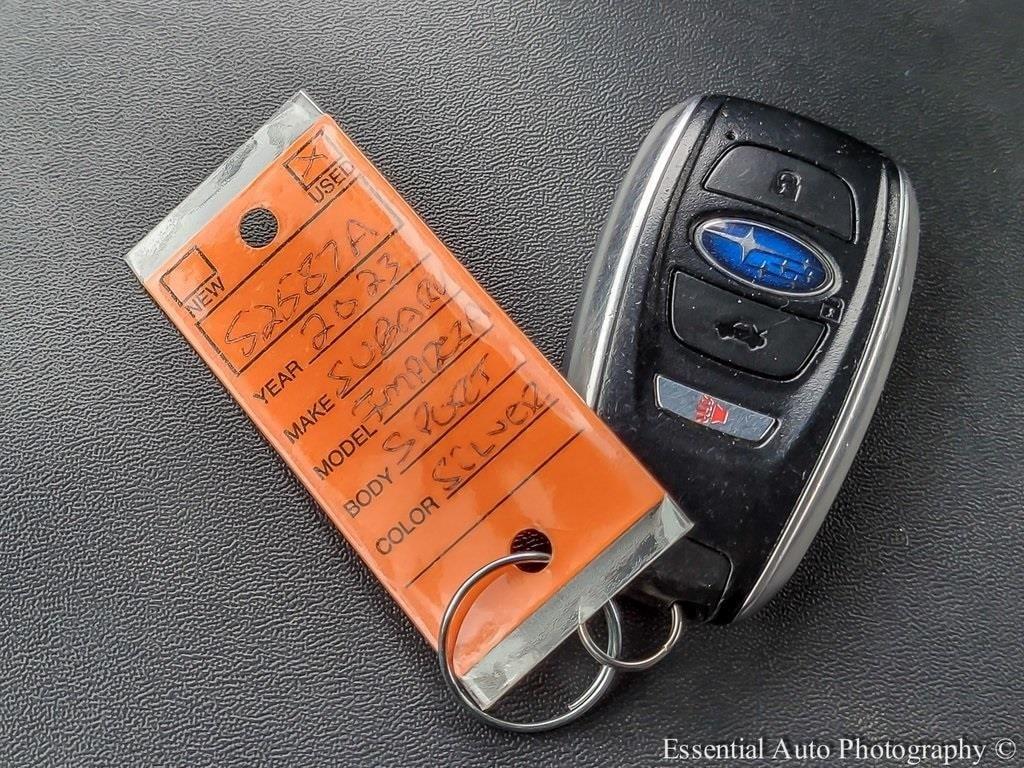 X
USED
NEW
S2587A
YEAR 2023
MAKE SUBARU
MODEL IMPREZA
BODY SPORT
COLOR SILVER
Essential Auto Photography ©